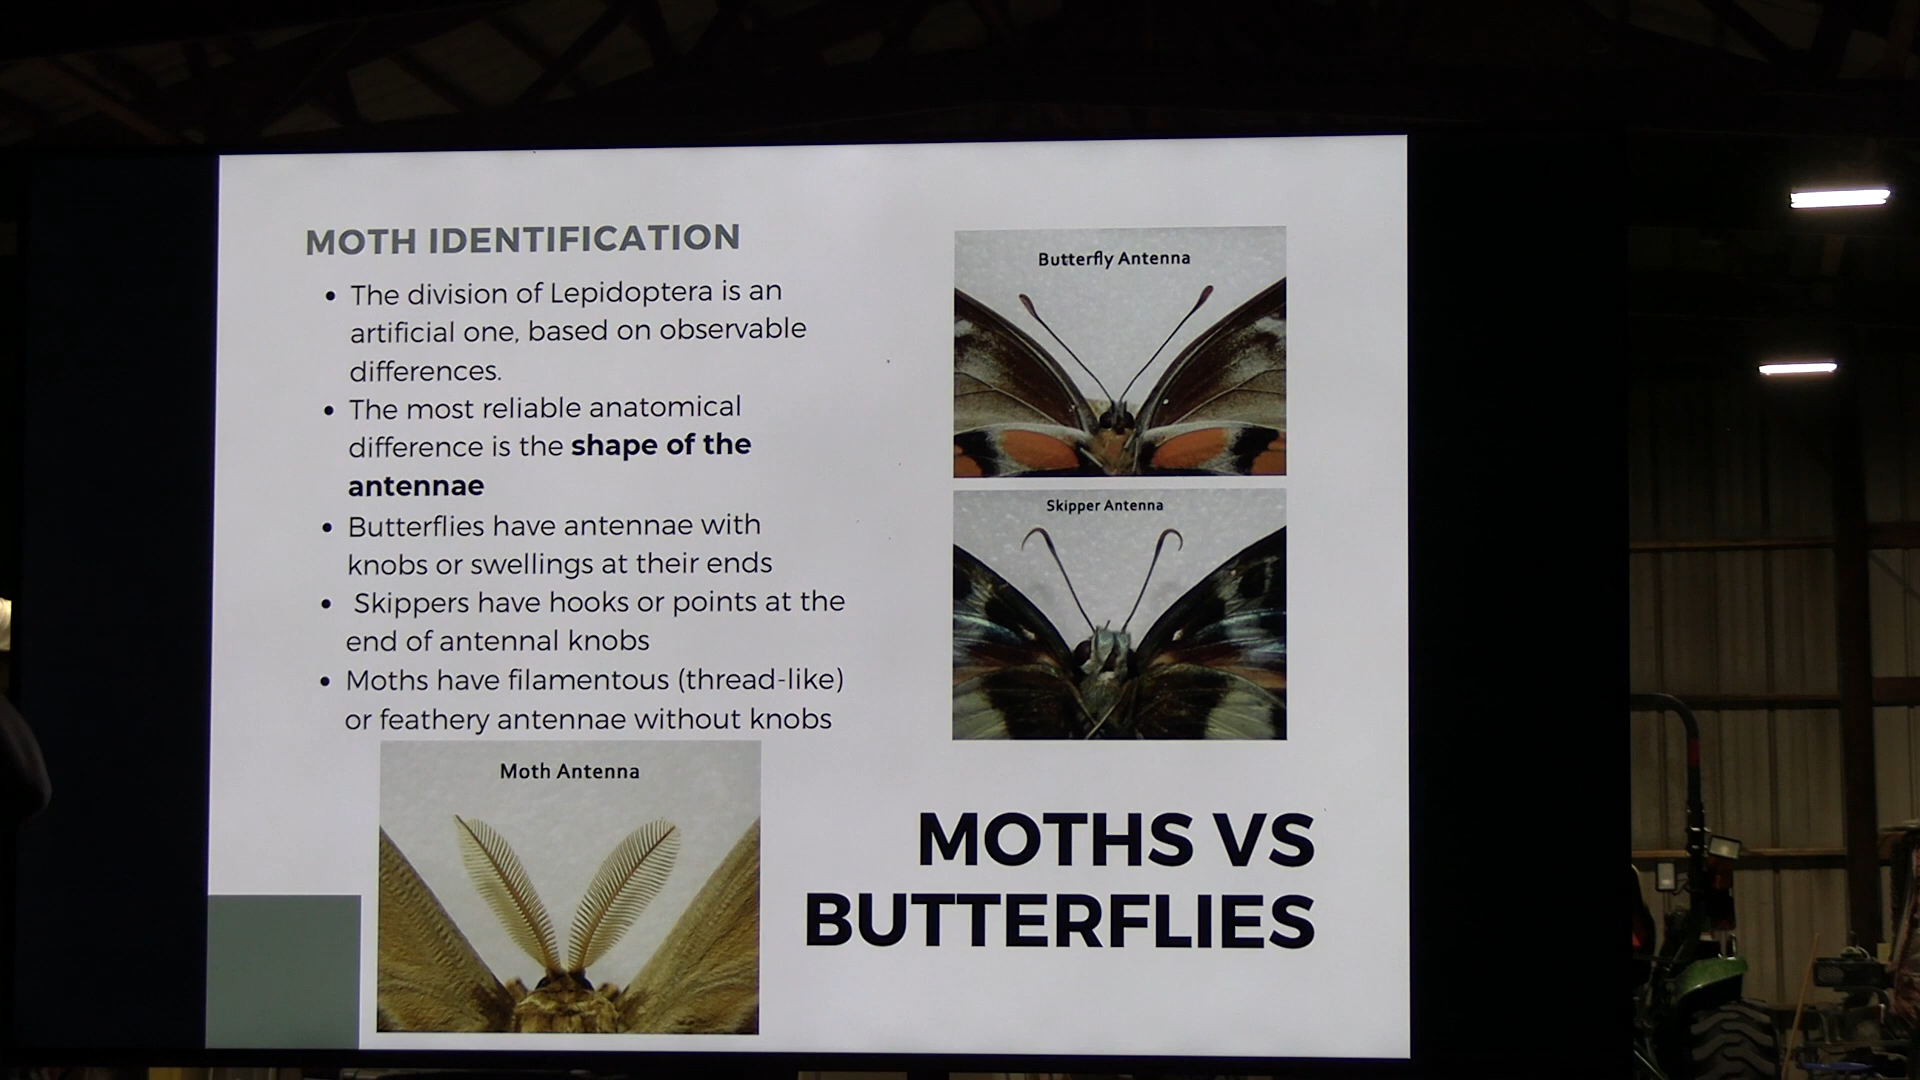 MOTH IDENTIFICATION
• The division of Lepidoptera is an
artificial one, based on observable
differences.
• The most reliable anatomical
difference is the shape of the
antennae
• Butterflies have antennae with
knobs or swellings at their ends
• Skippers have hooks or points at the
end of antennal knobs
• Moths have filamentous (thread-like)
or feathery antennae without knobs
Moth Antenna
Butterfly Antenna
Skipper Antenna
MOTHS VS
BUTTERFLIES